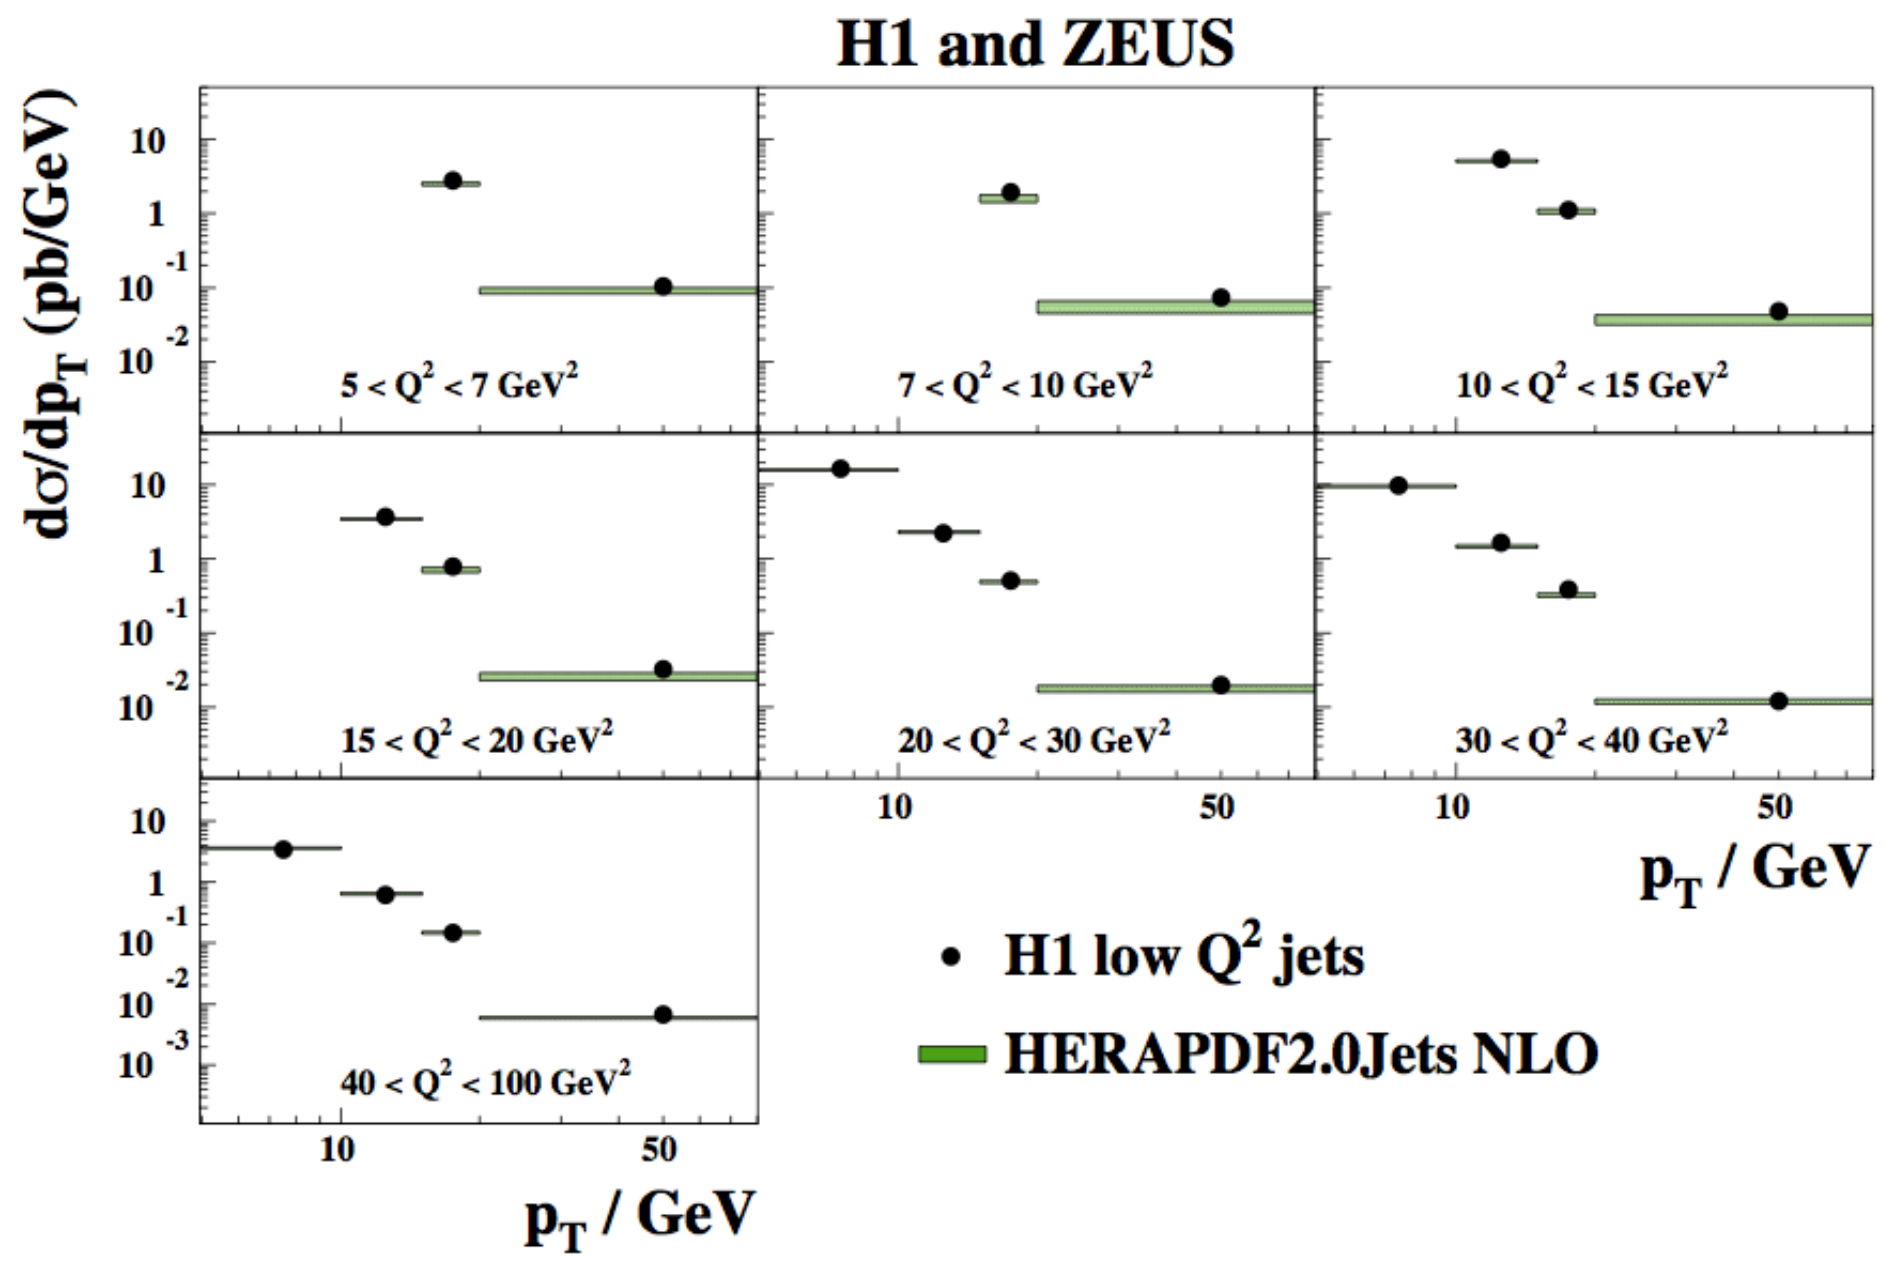 H1 and ZEUS
dσ/dp_T (pb/GeV)
10
1
10^-1
10^-2
5 < Q² < 7 GeV²
7 < Q² < 10 GeV²
10 < Q² < 15 GeV²
10
1
10^-1
10^-2
15 < Q² < 20 GeV²
20 < Q² < 30 GeV²
30 < Q² < 40 GeV²
10 50
10 50
p_T / GeV
10
1
10^-1
10^-2
10^-3
40 < Q² < 100 GeV²
10 50
p_T / GeV
H1 low Q² jets
HERAPDF2.0Jets NLO